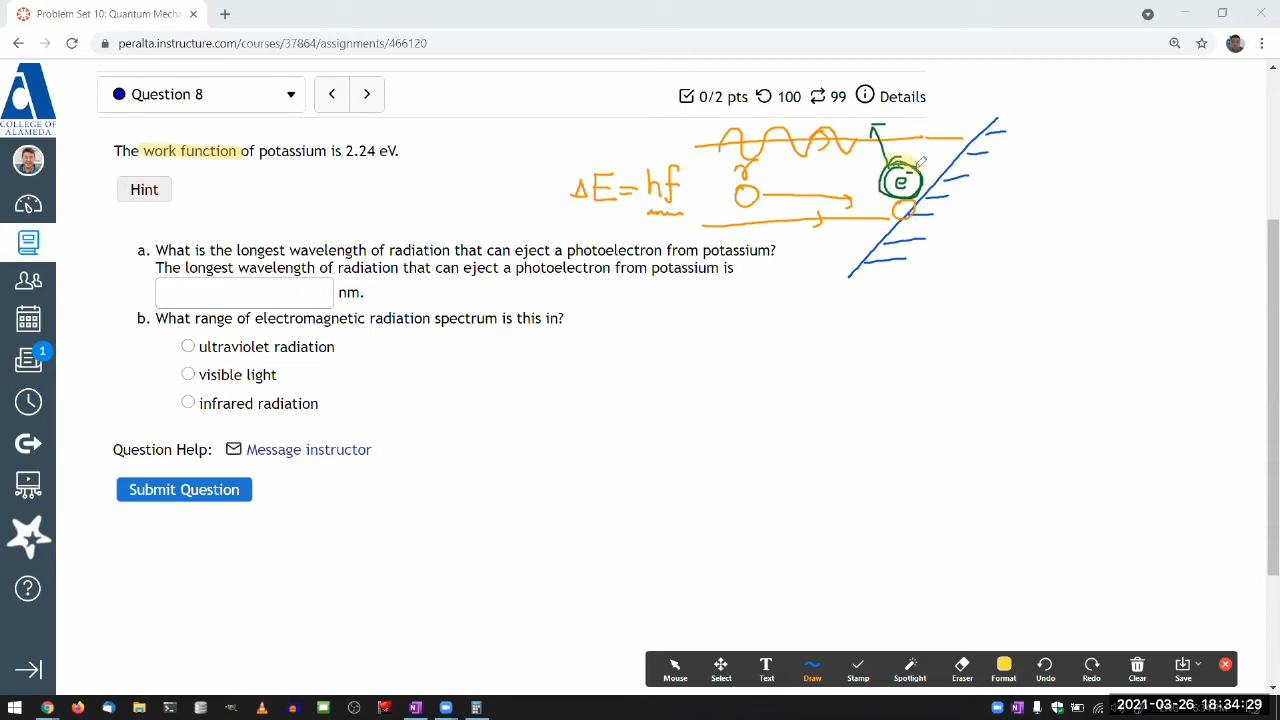 Problem Set 10: Quantum Mecha
peralta.instructure.com/courses/37864/assignments/466120
COLLEGE OF
ALAMEDA
1
Question 8
0/2 pts 100 99 Details
The work function of potassium is 2.24 eV.
Hint
ΔE = hf
γ
e⁻
a. What is the longest wavelength of radiation that can eject a photoelectron from potassium?
The longest wavelength of radiation that can eject a photoelectron from potassium is
nm.
b. What range of electromagnetic radiation spectrum is this in?
ultraviolet radiation
visible light
infrared radiation
Question Help: Message instructor
Submit Question
Mouse Select Text Draw Stamp Spotlight Eraser Format Undo Redo Clear Save
2021-03-26 18:34:29